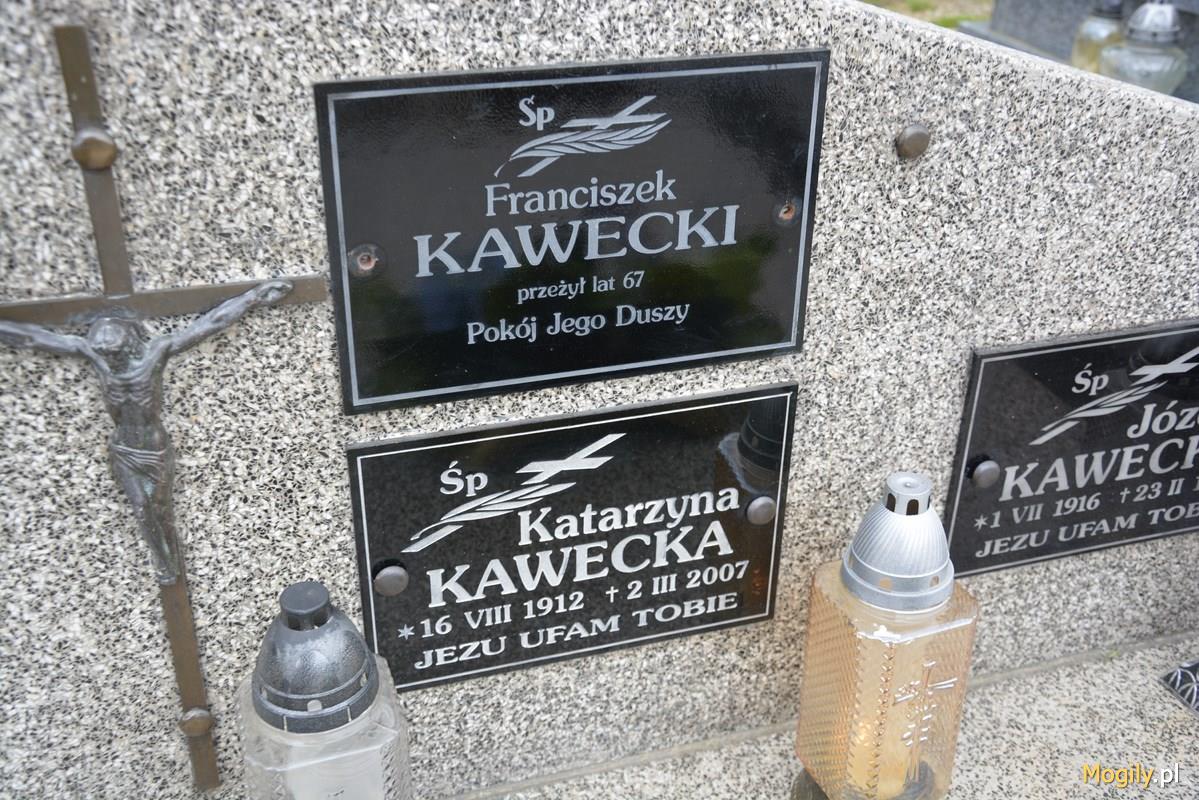 Śp
Franciszek
KAWECKI
przeżył lat 67
Pokój Jego Duszy
Śp
Katarzyna
KAWECKA
*16 VIII 1912 †2 III 2007
JEZU UFAM TOBIE
Śp
*1 VII 1916 †23 II
JEZU UFAM
Mogily.pl